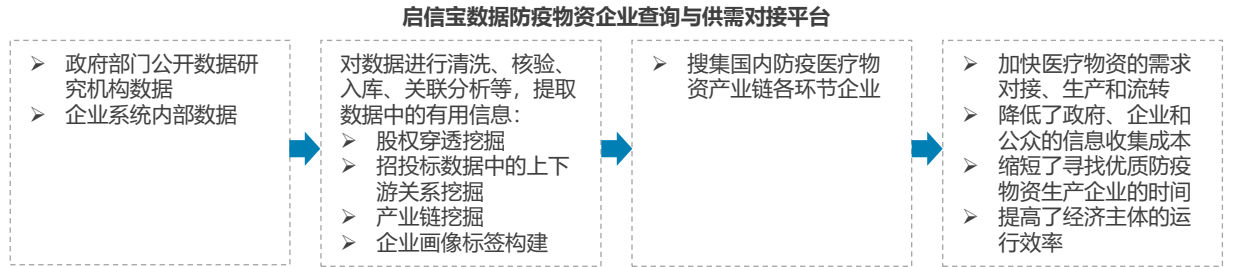 启信宝数据防疫物资企业查询与供需对接平台
➢ 政府部门公开数据研
究机构数据
➢ 企业系统内部数据
对数据进行清洗、核验、
入库、关联分析等，提取
数据中的有用信息：
➢ 股权穿透挖掘
➢ 招投标数据中的上下
游关系挖掘
➢ 产业链挖掘
➢ 企业画像标签构建
➢ 搜集国内防疫医疗物
资产业链各环节企业
➢ 加快医疗物资的需求
对接、生产和流转
➢ 降低了政府、企业和
公众的信息收集成本
➢ 缩短了寻找优质防疫
物资生产企业的时间
➢ 提高了经济主体的运
行效率